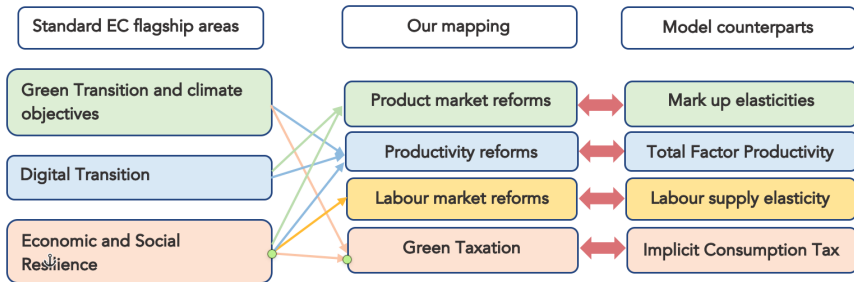 Standard EC flagship areas
Our mapping
Model counterparts
Green Transition and climate
objectives
Digital Transition
Economic and Social
Resilience
Product market reforms
Productivity reforms
Labour market reforms
Green Taxation
Mark up elasticities
Total Factor Productivity
Labour supply elasticity
Implicit Consumption Tax